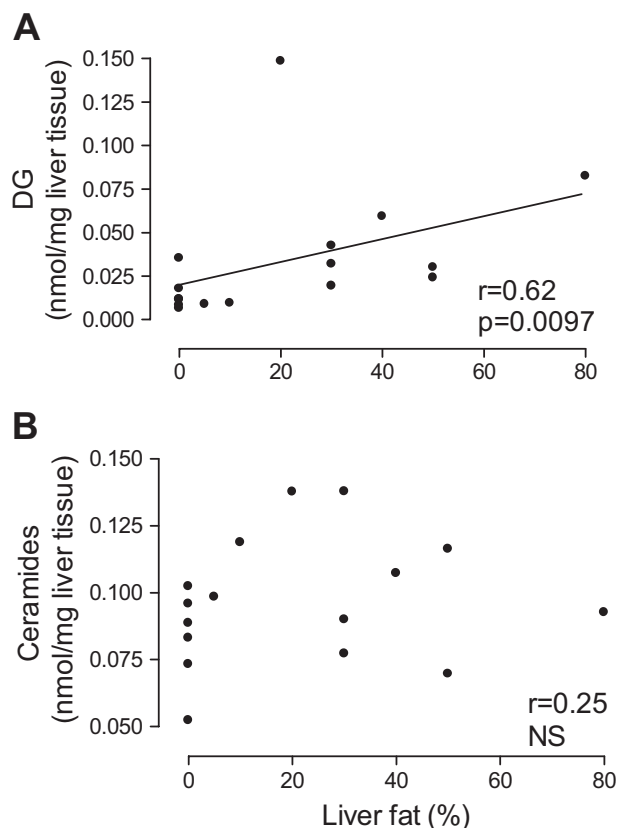 A
DG
(nmol/mg liver tissue)
0.150
0.125
0.100
0.075
0.050
0.025
0.000
r=0.62
p=0.0097
0 20 40 60 80
B
Ceramides
(nmol/mg liver tissue)
0.150
0.125
0.100
0.075
0.050
r=0.25
NS
0 20 40 60 80
Liver fat (%)